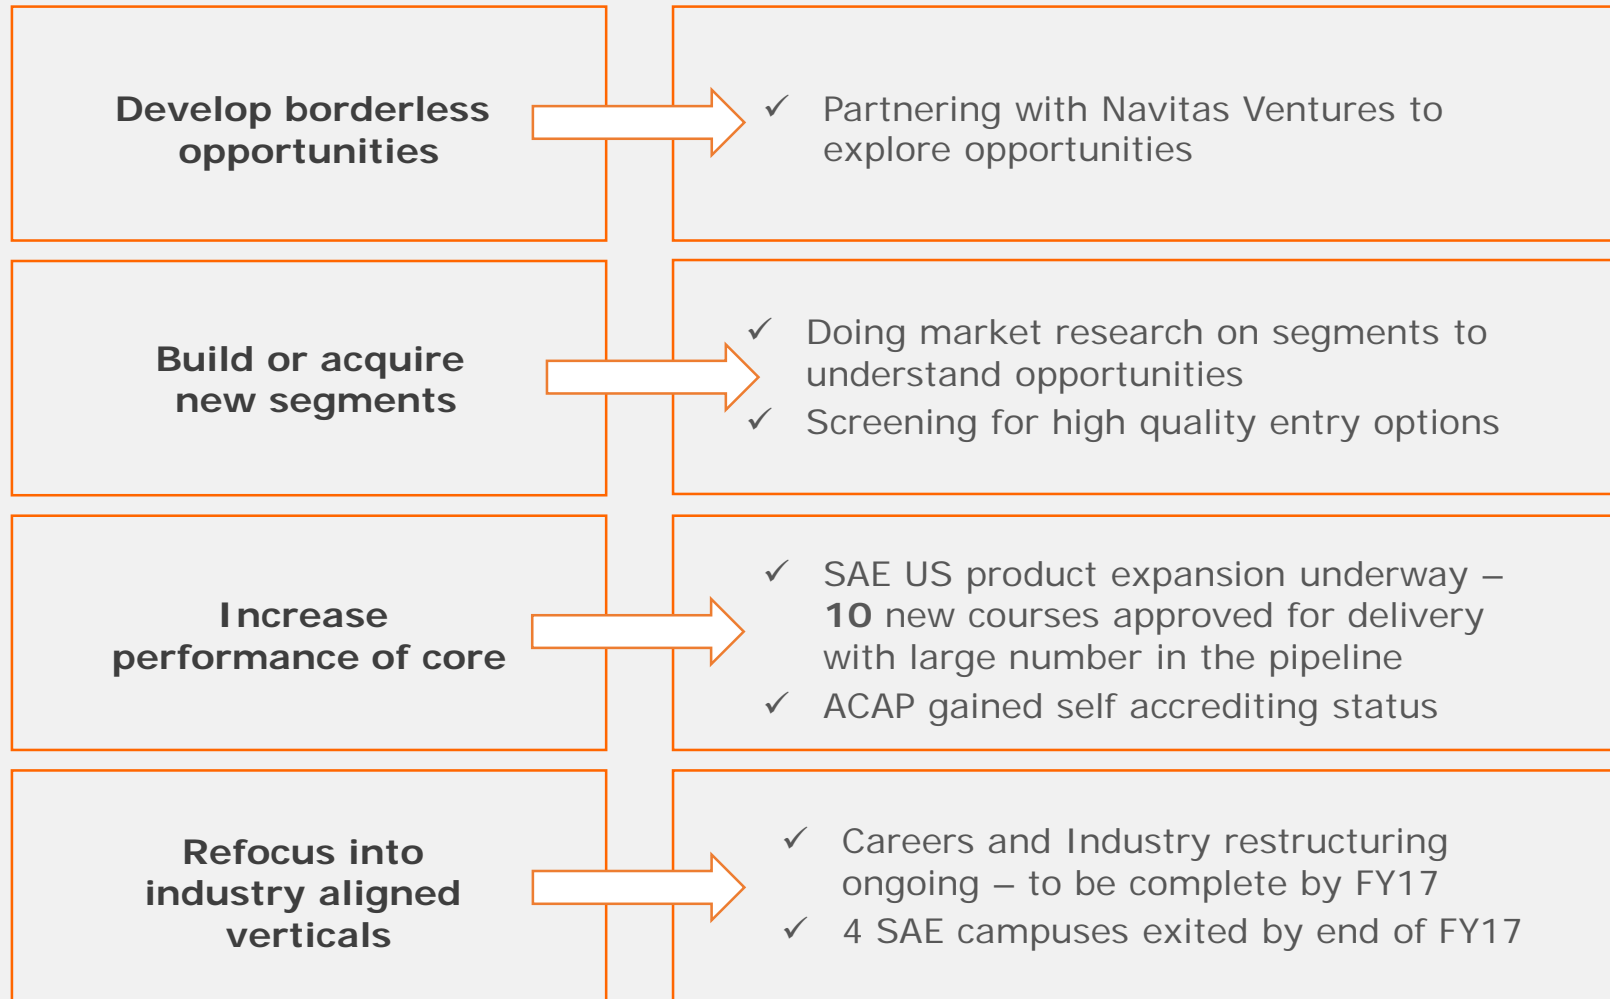 Develop borderless
opportunities
✓ Partnering with Navitas Ventures to
explore opportunities
Build or acquire
new segments
✓ Doing market research on segments to
understand opportunities
✓ Screening for high quality entry options
Increase
performance of core
✓ SAE US product expansion underway –
10 new courses approved for delivery
with large number in the pipeline
✓ ACAP gained self accrediting status
Refocus into
industry aligned
verticals
✓ Careers and Industry restructuring
ongoing – to be complete by FY17
✓ 4 SAE campuses exited by end of FY17